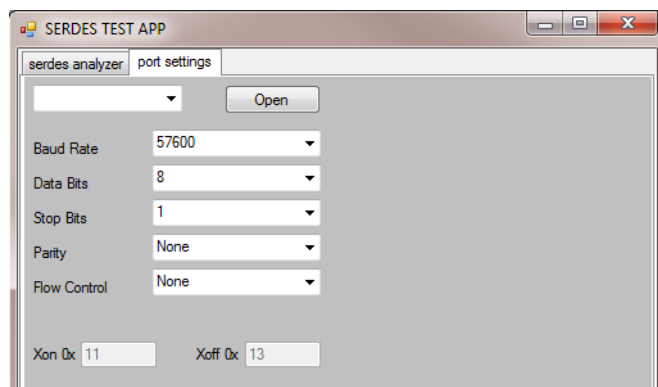 SERDES TEST APP
serdes analyzer port settings
Open
Baud Rate 57600
Data Bits 8
Stop Bits 1
Parity None
Flow Control None
Xon 0x 11 Xoff 0x 13